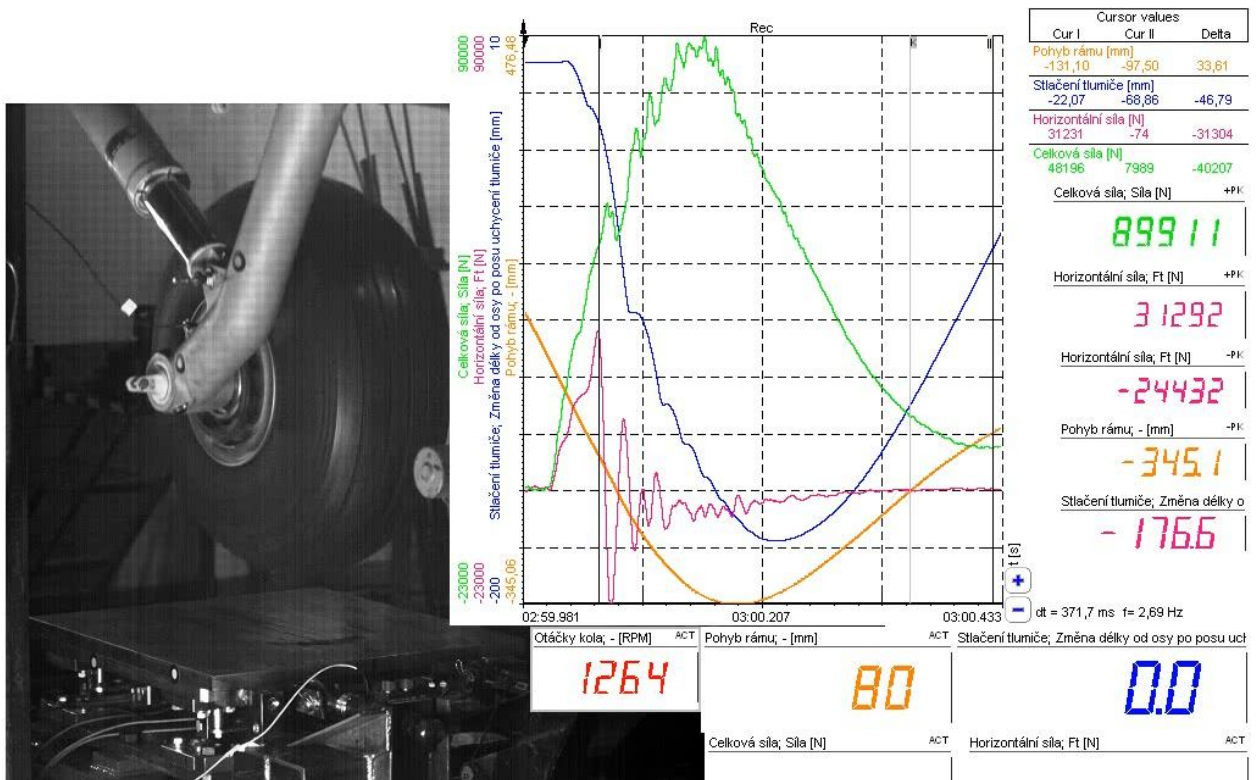 Rec
90000
90000
10
476,48
Celková síla; Síla [N]
Horizontální síla; Ft [N]
Stlačení tlumiče; Změna délky od osy po posu uchycení tlumiče [mm]
Pohyb rámu; - [mm]
-23000
-23000
-200
-345,06
02:59.981
03:00.207
03:00.433
t [s]
K
II
Cursor values
Cur I Cur II Delta
Pohyb rámu [mm]
-131,10 -97,50 33,61
Stlačení tlumiče [mm]
-22,07 -68,86 -46,79
Horizontální síla [N]
31231 -74 -31304
Celková síla [N]
48196 7989 -40207
Celková síla; Síla [N] +PK
89911
Horizontální síla; Ft [N] +PK
31292
Horizontální síla, Ft [N] -PK
-24432
Pohyb rámu; - [mm] -PK
-345.1
Stlačení tlumiče; Změna délky o
-176.6
+
-
dt = 371,7 ms f= 2,69 Hz
Otáčky kola; - [RPM] ACT
1264
Pohyb rámu; - [mm] ACT
80
Stlačení tlumiče; Změna délky od osy po posu ucł
0.0
Celková síla; Síla [N] ACT
Horizontální síla; Ft [N] ACT